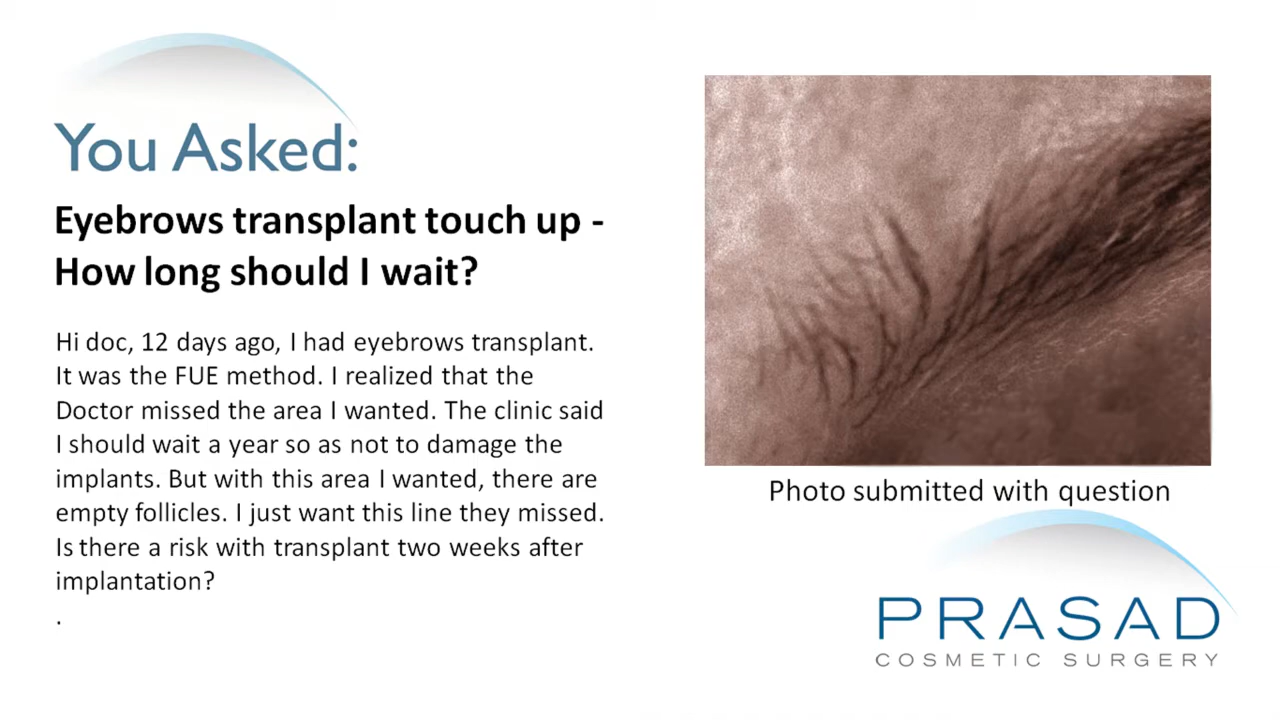 You Asked:
Eyebrows transplant touch up -
How long should I wait?
Hi doc, 12 days ago, I had eyebrows transplant.
It was the FUE method. I realized that the
Doctor missed the area I wanted. The clinic said
I should wait a year so as not to damage the
implants. But with this area I wanted, there are
empty follicles. I just want this line they missed.
Is there a risk with transplant two weeks after
implantation?
.
Photo submitted with question
PRASAD
COSMETIC SURGERY